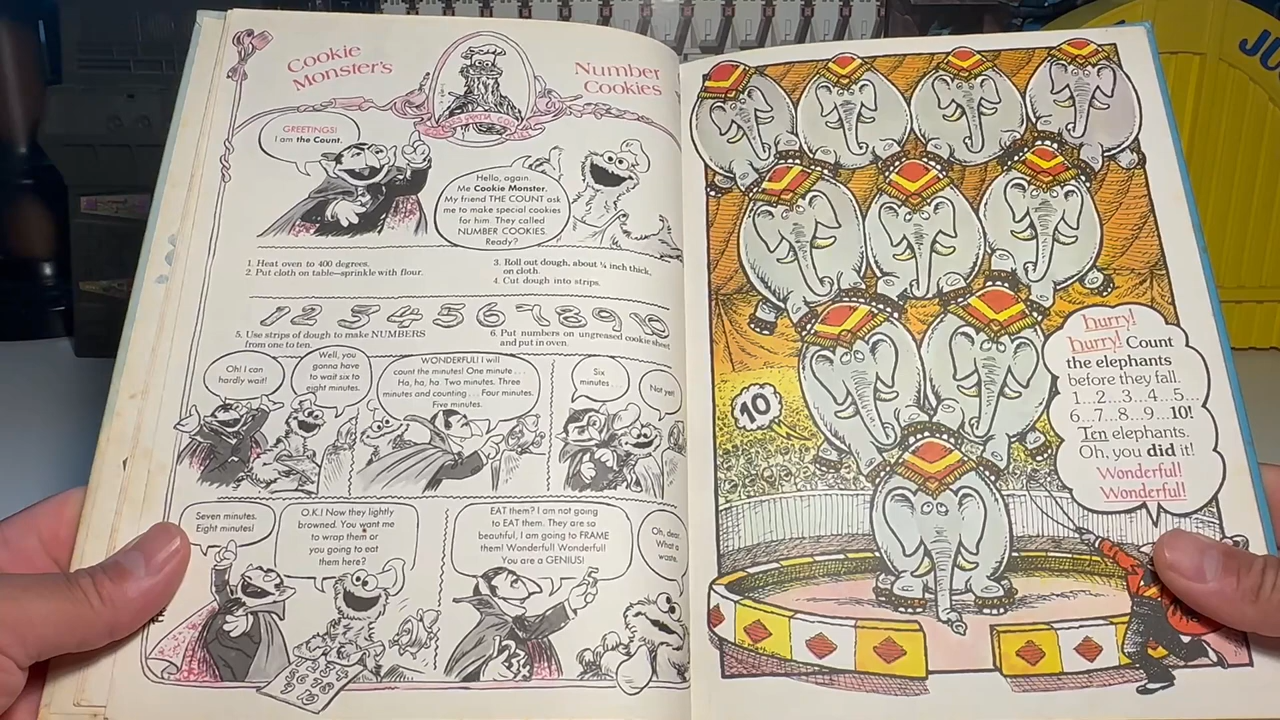 Cookie
Monster's
Number
Cookies
GREETINGS!
I am the Count.
Hello, again.
Me Cookie Monster.
My friend THE COUNT ask
me to make special cookies
for him. They called
NUMBER COOKIES.
Ready?
1. Heat oven to 400 degrees.
2. Put cloth on table—sprinkle with flour.
3. Roll out dough, about ¼ inch thick,
on cloth.
4. Cut dough into strips.
1 2 3 4 5 6 7 8 9 10
5. Use strips of dough to make NUMBERS
from one to ten.
6. Put numbers on ungreased cookie sheet
and put in oven.
Oh! I can
hardly wait!
Well, you
gonna have
to wait six to
eight minutes.
WONDERFUL! I will
count the minutes! One minute . . .
Ha, ha, ha Two minutes. Three
minutes and counting . . . Four minutes.
Five minutes.
Six
minutes . . .
Not yet!
Seven minutes.
Eight minutes!
O.K.! Now they lightly
browned. You want me
to wrap them or
you going to eat
them here?
EAT them? I am not going
to EAT them. They are so
beautiful, I am going to FRAME
them! Wonderful! Wonderful!
You are a GENIUS!
Oh, dear.
What a
waste.
10
hurry!
hurry! Count
the elephants
before they fall.
1...2...3...4...5...
6...7...8...9...10!
Ten elephants.
Oh, you did it!
Wonderful!
Wonderful!
JU